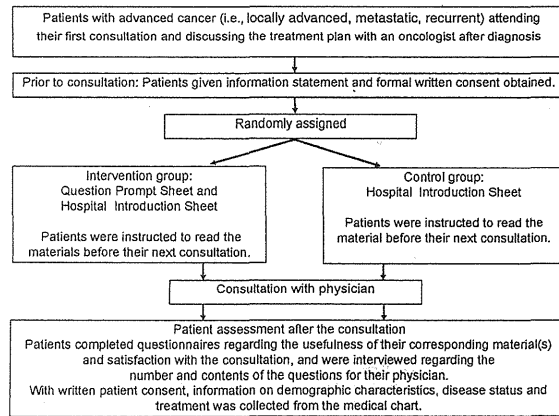 Patients with advanced cancer (i.e., locally advanced, metastatic, recurrent) attending
their first consultation and discussing the treatment plan with an oncologist after diagnosis
Prior to consultation: Patients given information statement and formal written consent obtained.
Randomly assigned
Intervention group:
Question Prompt Sheet and
Hospital Introduction Sheet
Patients were instructed to read the
materials before their next consultation.
Control group:
Hospital Introduction Sheet
Patients were instructed to read the
material before their next consultation.
Consultation with physician
Patient assessment after the consultation
Patients completed questionnaires regarding the usefulness of their corresponding material(s)
and satisfaction with the consultation, and were interviewed regarding the
number and contents of the questions for their physician.
With written patient consent, information on demographic characteristics, disease status and
treatment was collected from the medical chart.